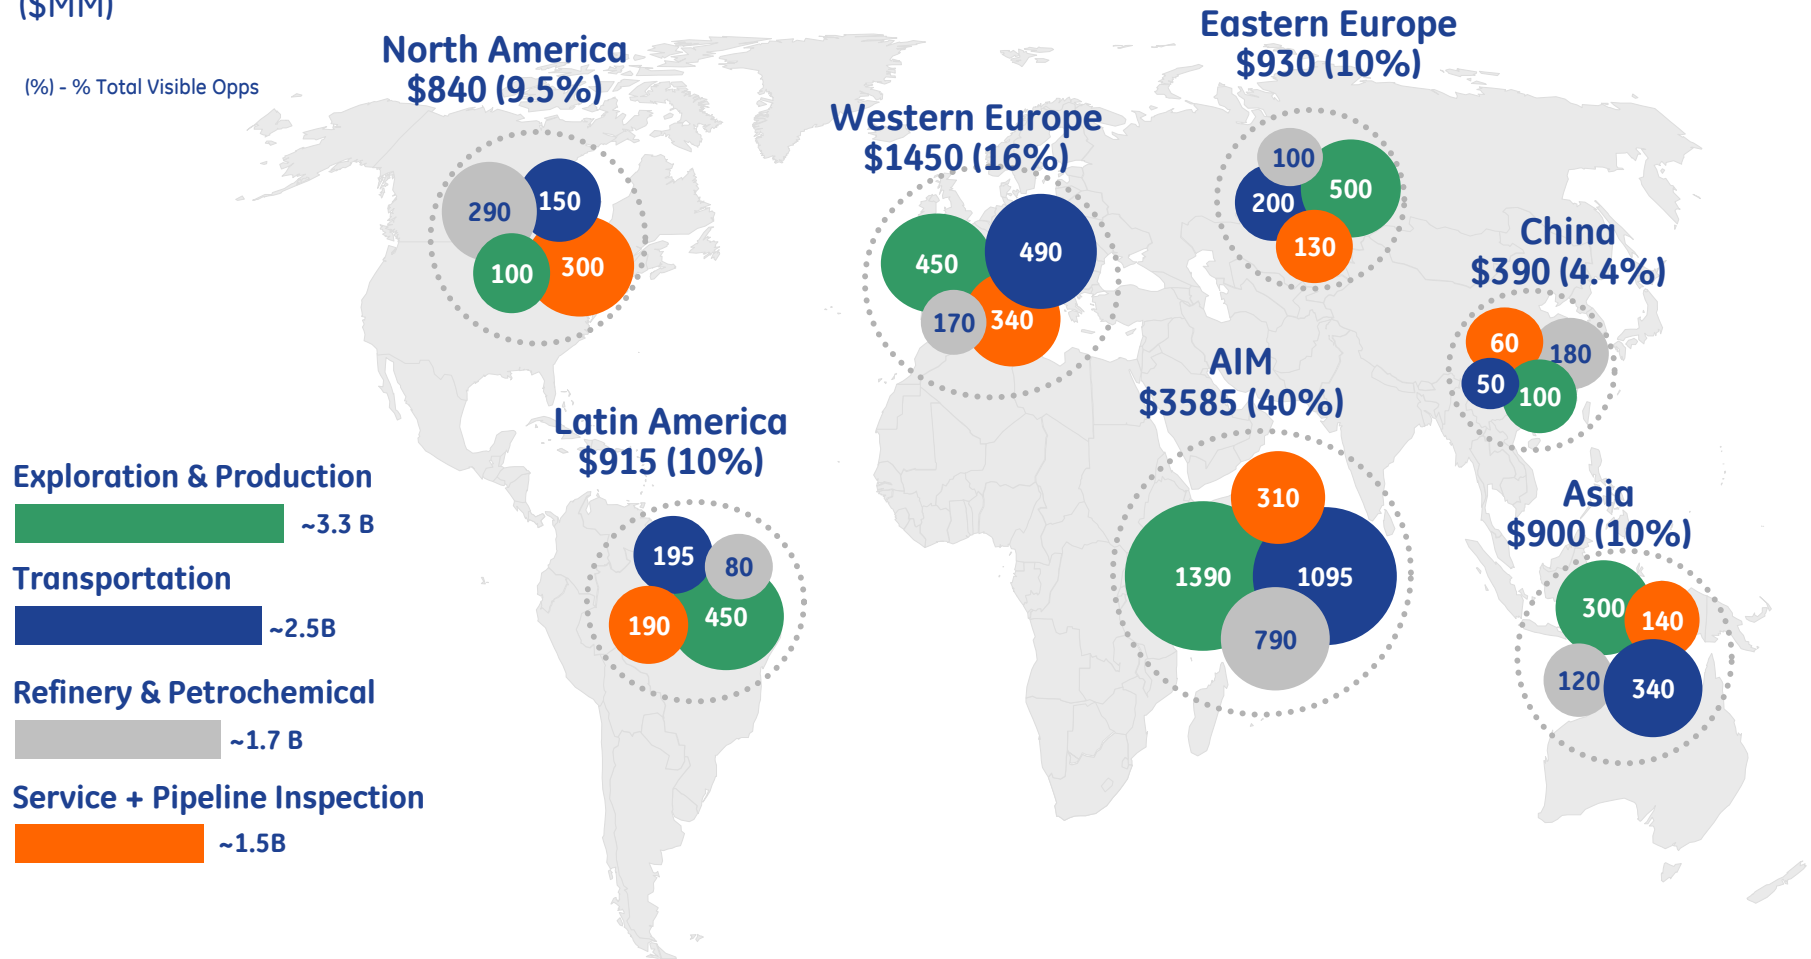 ($MM)
(%) - % Total Visible Opps
North America
$840 (9.5%)
290
150
100
300
Western Europe
$1450 (16%)
450
490
170
340
Eastern Europe
$930 (10%)
100
500
200
130
China
$390 (4.4%)
60
180
50
100
AIM
$3585 (40%)
310
1390
1095
790
Latin America
$915 (10%)
195
80
190
450
Asia
$900 (10%)
300
140
120
340
Exploration & Production
~3.3 B
Transportation
~2.5B
Refinery & Petrochemical
~1.7 B
Service + Pipeline Inspection
~1.5B